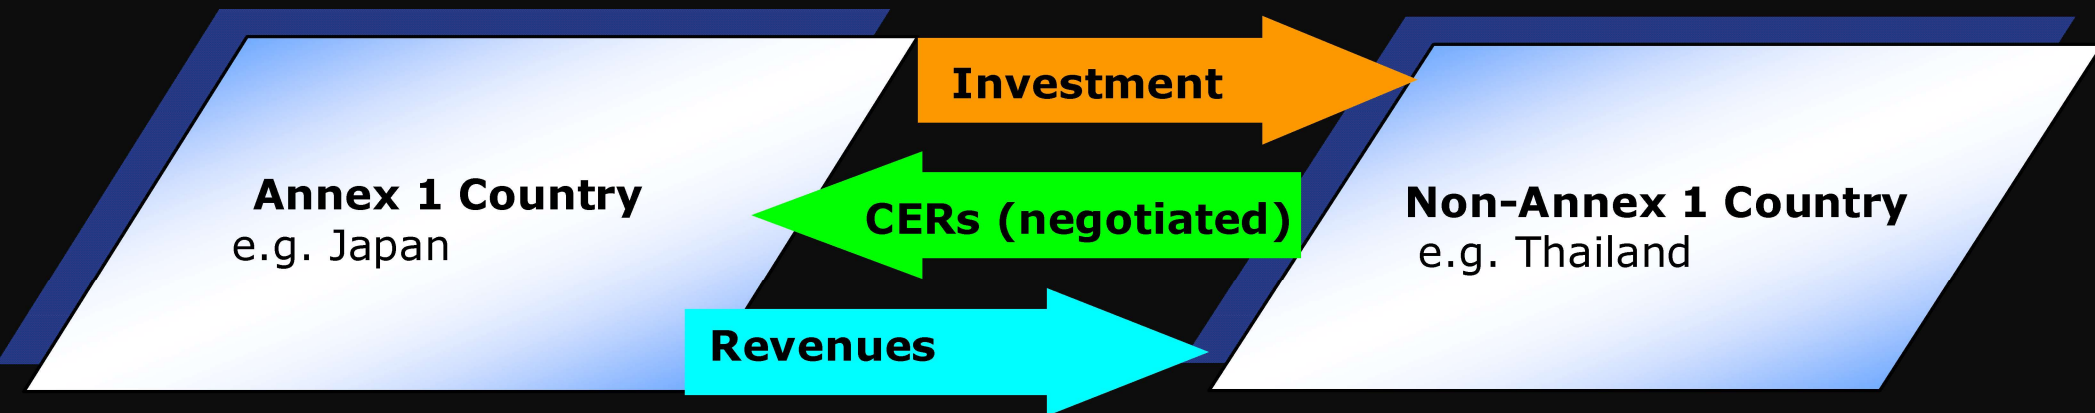 Investment
Annex 1 Country
e.g. Japan
CERs (negotiated)
Non-Annex 1 Country
e.g. Thailand
Revenues